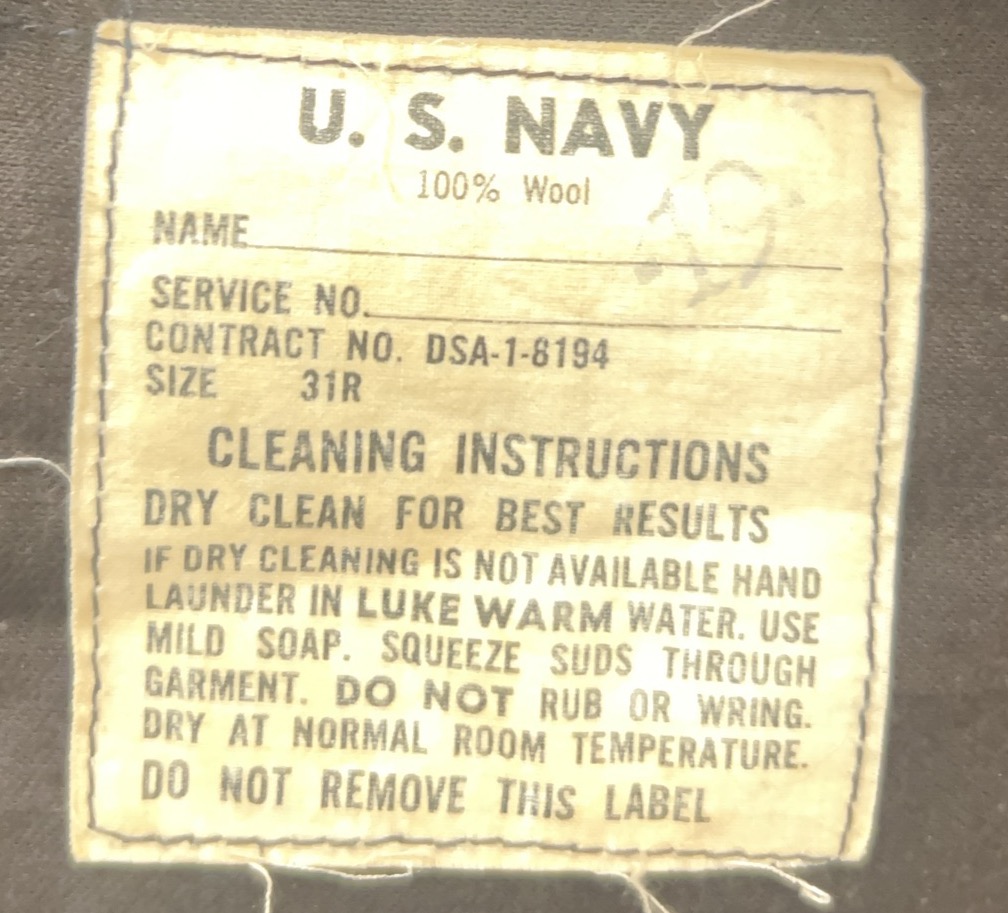 U. S. NAVY
100% Wool
NAME
SERVICE NO.
CONTRACT NO. DSA-1-8194
SIZE 31R
CLEANING INSTRUCTIONS
DRY CLEAN FOR BEST RESULTS
IF DRY CLEANING IS NOT AVAILABLE HAND
LAUNDER IN LUKE WARM WATER. USE
MILD SOAP. SQUEEZE SUDS THROUGH
GARMENT. DO NOT RUB OR WRING.
DRY AT NORMAL ROOM TEMPERATURE.
DO NOT REMOVE THIS LABEL